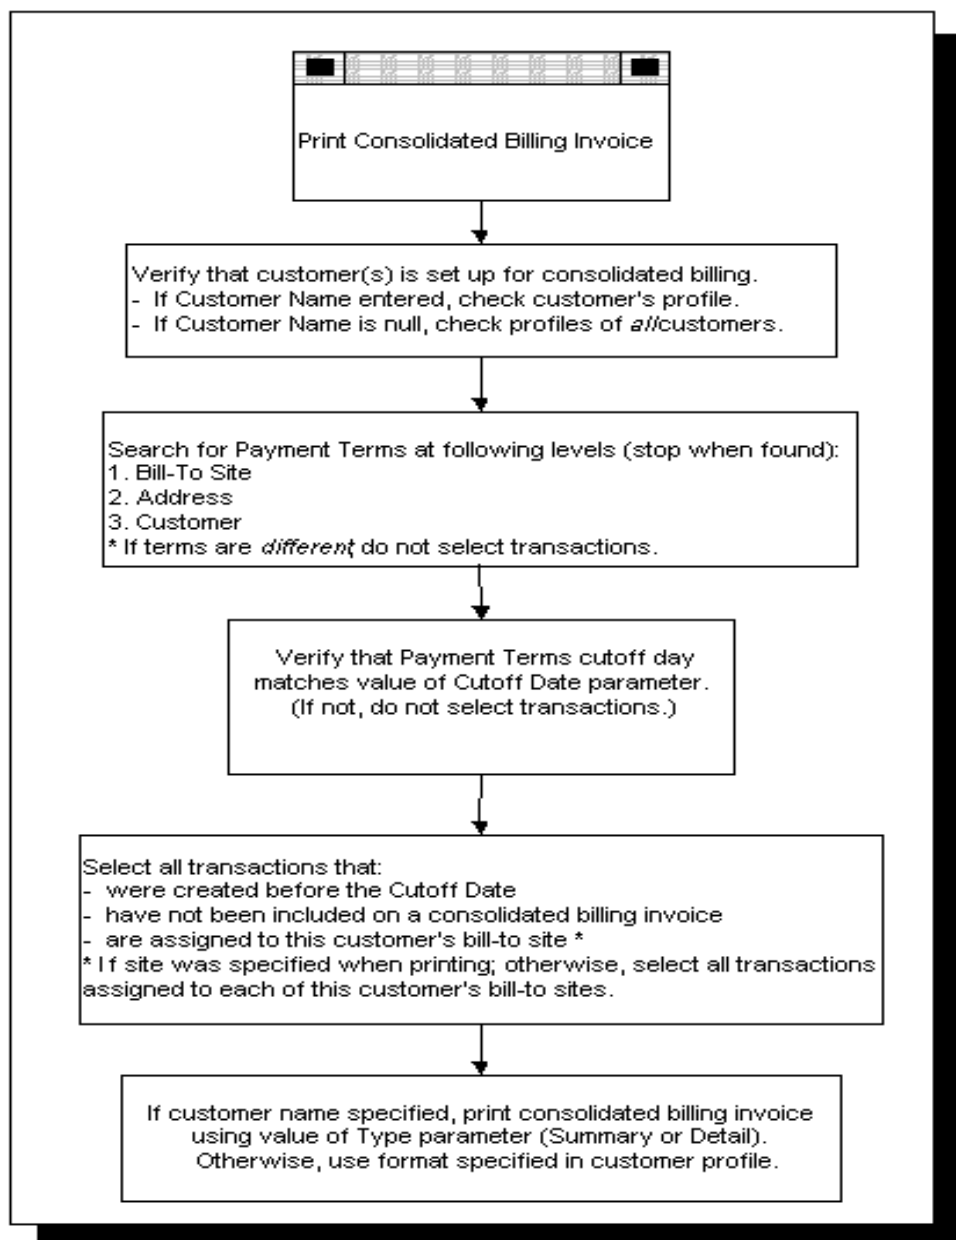 Print Consolidated Billing Invoice
Verify that customer(s) is set up for consolidated billing.
- If Customer Name entered, check customer's profile.
- If Customer Name is null, check profiles of allcustomers.
Search for Payment Terms at following levels (stop when found):
1. Bill-To Site
2. Address
3. Customer
* If terms are different, do not select transactions.
Verify that Payment Terms cutoff day
matches value of Cutoff Date parameter.
(If not, do not select transactions.)
Select all transactions that:
- were created before the Cutoff Date
- have not been included on a consolidated billing invoice
- are assigned to this customer's bill-to site *
* If site was specified when printing; otherwise, select all transactions
assigned to each of this customer's bill-to sites.
If customer name specified, print consolidated billing invoice
using value of Type parameter (Summary or Detail).
Otherwise, use format specified in customer profile.